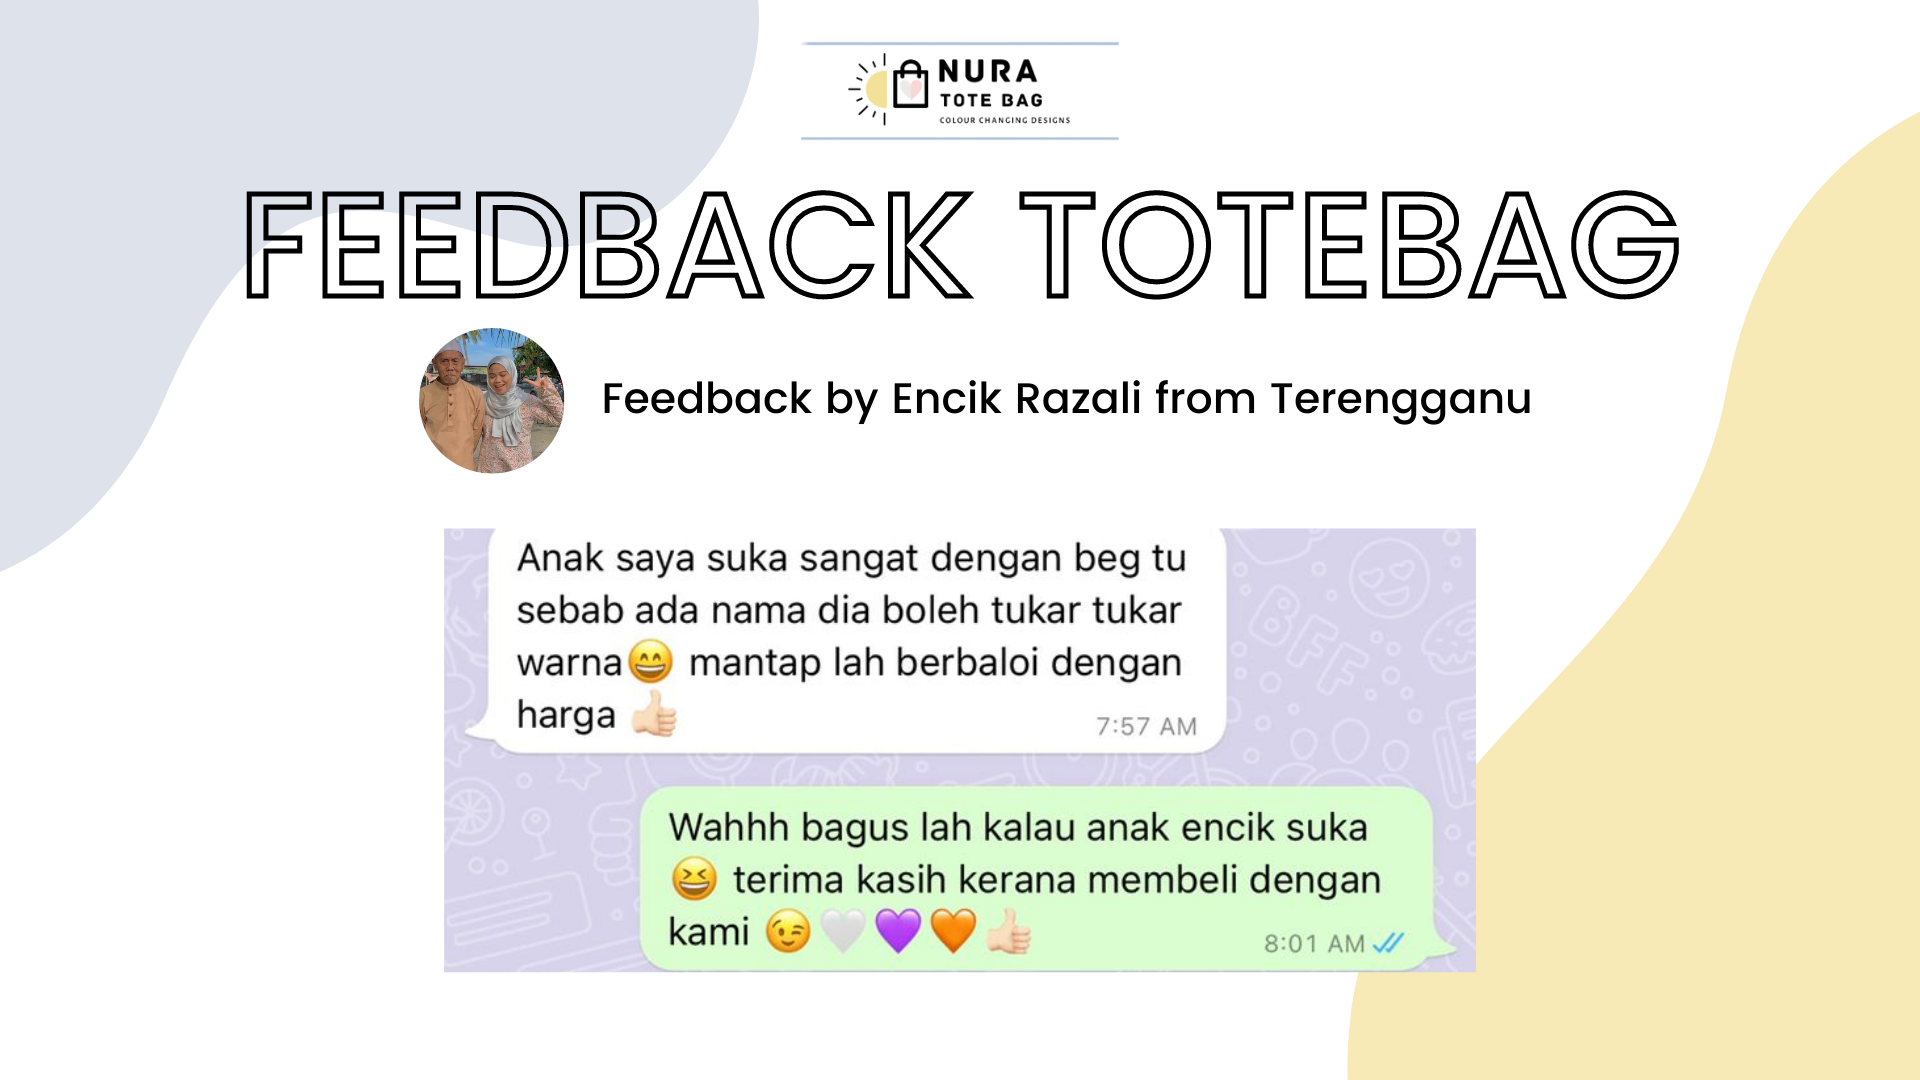 NURA
TOTE BAG
COLOUR CHANGING DESIGNS
FEEDBACK TOTEBAG
Feedback by Encik Razali from Terengganu
Anak saya suka sangat dengan beg tu
sebab ada nama dia boleh tukar tukar
warna😄 mantap lah berbaloi dengan
harga 👍🏻
7:57 AM
Wahhh bagus lah kalau anak encik suka
😆 terima kasih kerana membeli dengan
kami 😉🤍💜🧡👍🏻
8:01 AM
BFF